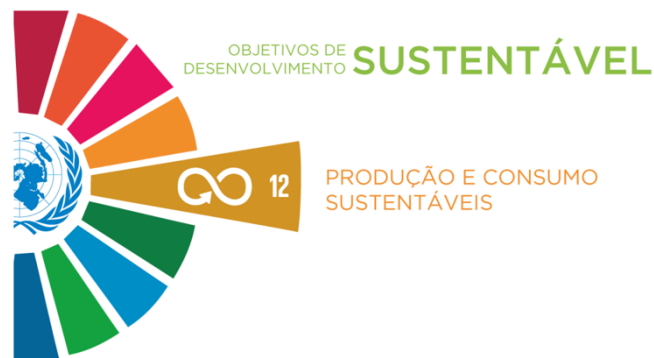 OBJETIVOS DE
DESENVOLVIMENTO SUSTENTÁVEL
12
PRODUÇÃO E CONSUMO
SUSTENTÁVEIS